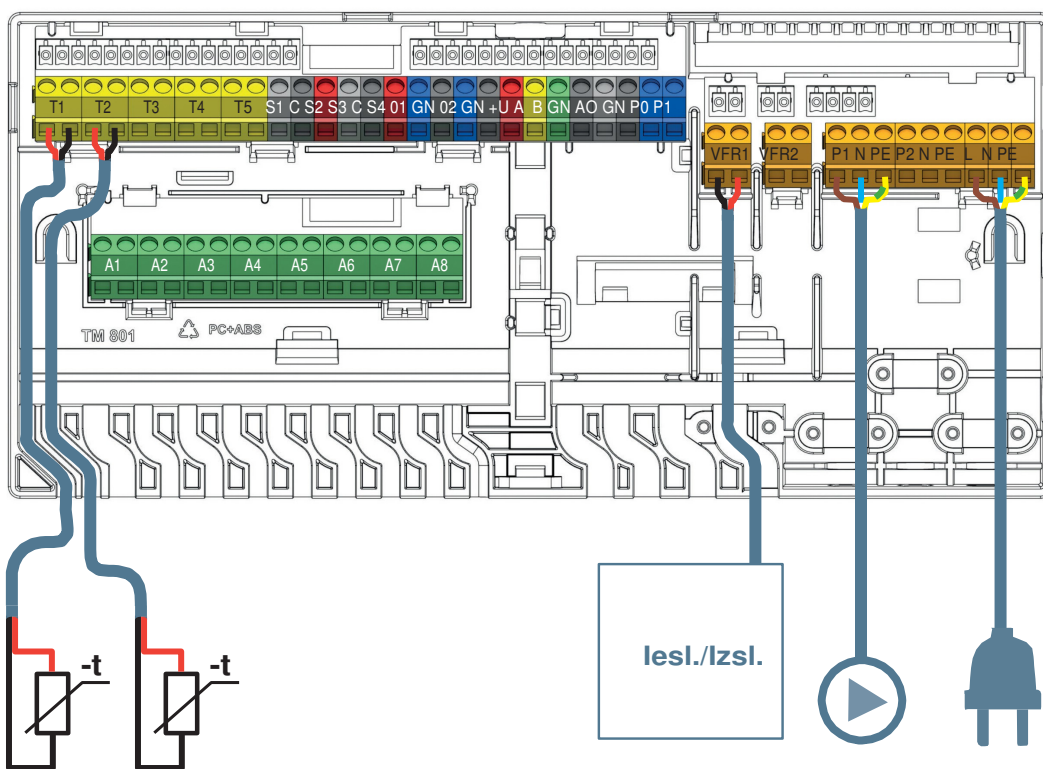 T1 T2 T3 T4 T5 S1 C S2 S3 C S4 01 GN 02 GN +U A B GN AO GN P0 P1
VFR1 VFR2 P1 N PE P2 N PE L N PE
A1 A2 A3 A4 A5 A6 A7 A8
TM 801 PC+ABS
Iesl./Izsl.
-t -t